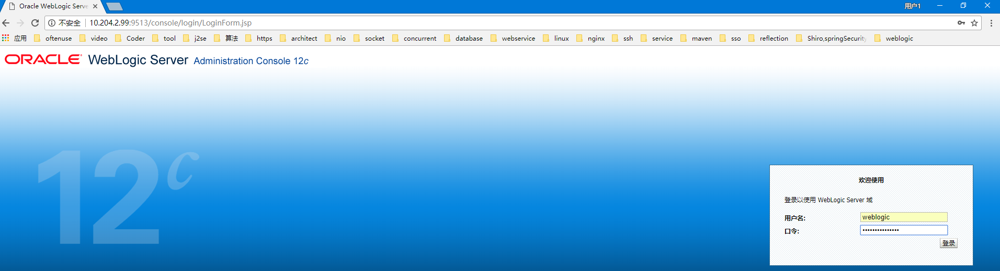 Oracle WebLogic Serve
用户1
不安全 10.204.2.99:9513/console/login/LoginForm.jsp
应用 oftenuse video Coder tool j2se 算法 https architect nio socket concurrent database webservice linux nginx ssh service maven sso reflection Shiro,springSecurity weblogic
ORACLE WebLogic Server Administration Console 12c
12c
欢迎使用
登录以使用 WebLogic Server 域
用户名: weblogic
口令: •••••••••••••••
登录